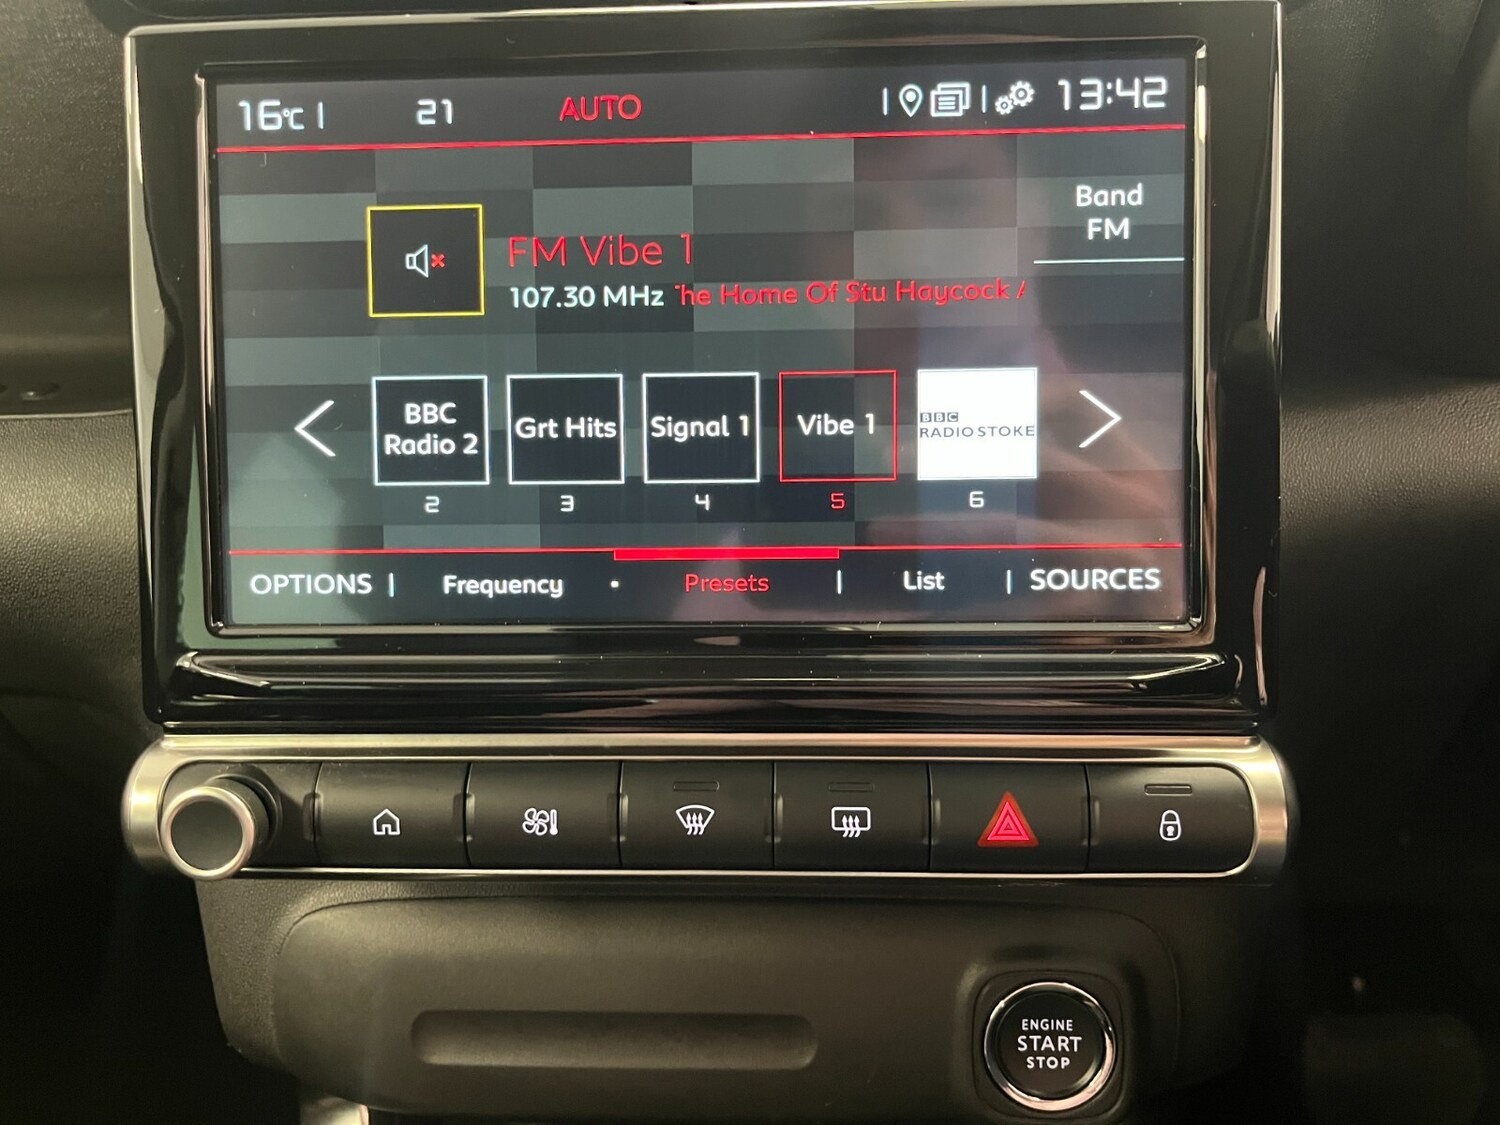 16°C | 21 AUTO 13:42
Band
FM
FM Vibe 1
107.30 MHz he Home Of Stu Haycock
BBC
Radio 2
Grt Hits
Signal 1
Vibe 1
BBC
RADIO STOKE
2 3 4 5 6
OPTIONS | Frequency • Presets | List | SOURCES
ENGINE
START
STOP